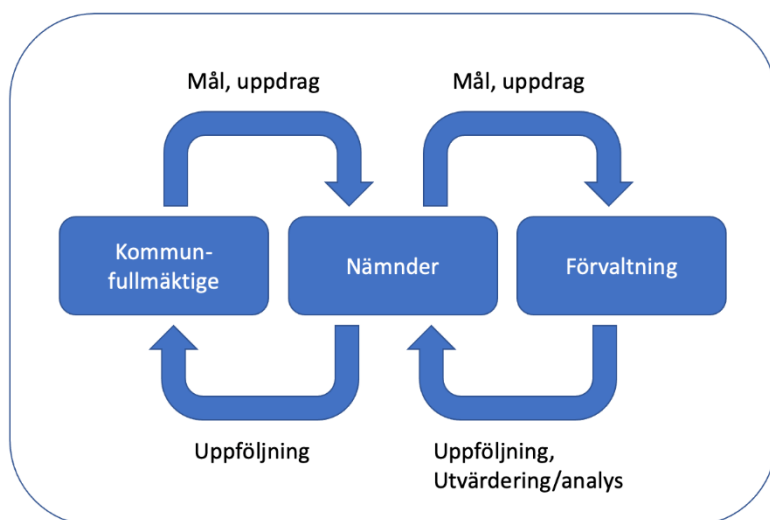 Mål, uppdrag
Mål, uppdrag
Kommun-
fullmäktige
Nämnder
Förvaltning
Uppföljning
Uppföljning,
Utvärdering/analys